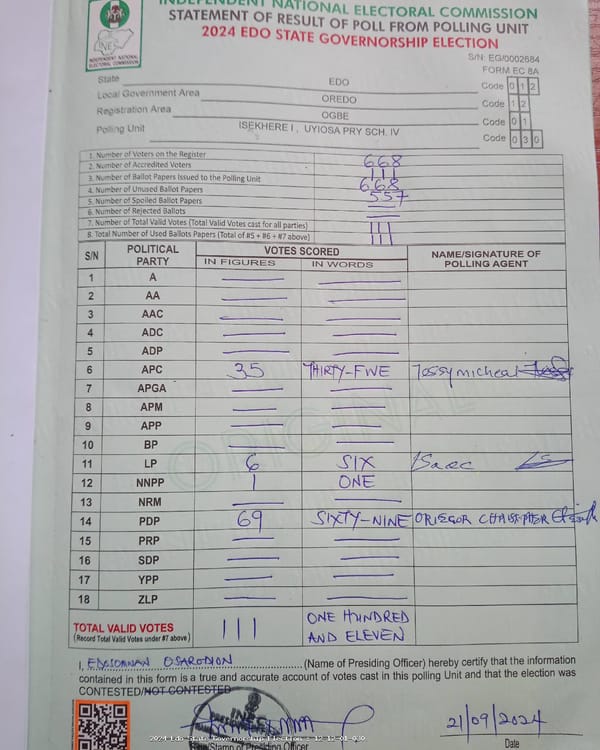 INDEPENDENT NATIONAL ELECTORAL COMMISSION
STATEMENT OF RESULT OF POLL FROM POLLING UNIT
2024 EDO STATE GOVERNORSHIP ELECTION
INEC
INDEPENDENT NATIONAL
ELECTORAL COMMISSION
S/N: EG/0002684
FORM EC 8A
State EDO Code 0 1 2
Local Government Area OREDO Code 1 2
Registration Area OGBE Code 0 1
Polling Unit ISEKHERE I, UYIOSA PRY SCH. IV Code 0 3 0
1. Number of Voters on the Register 668
2. Number of Accredited Voters 111
3. Number of Ballot Papers Issued to the Polling Unit 668
4. Number of Unused Ballot Papers 557
5. Number of Spoiled Ballot Papers —
6. Number of Rejected Ballots —
7. Number of Total Valid Votes (Total Valid Votes cast for all parties) 111
8. Total Number of Used Ballots Papers (Total of #5 + #6 + #7 above) 111
S/N POLITICAL PARTY VOTES SCORED NAME/SIGNATURE OF POLLING AGENT
IN FIGURES IN WORDS
1 A — —
2 AA — —
3 AAC — —
4 ADC — —
5 ADP — —
6 APC 35 THIRTY-FIVE Tossymicheal
7 APGA — —
8 APM — —
9 APP — —
10 BP — —
11 LP 6 SIX Isaac
12 NNPP 1 ONE
13 NRM — —
14 PDP 69 SIXTY-NINE
15 PRP — —
16 SDP — —
17 YPP — —
18 ZLP — —
TOTAL VALID VOTES 111 ONE HUNDRED
(Record Total Valid Votes under #7 above) AND ELEVEN
ORIGINAL
I, EDOSOMWAN OSARODION (Name of Presiding Officer) hereby certify that the information
contained in this form is a true and accurate account of votes cast in this polling Unit and that the election was
CONTESTED/NOT CONTESTED
INEC
21/09/2024
2024 Edo State Governorship Election - 12-12-01-030
/Stamp of Presiding Officer
Date